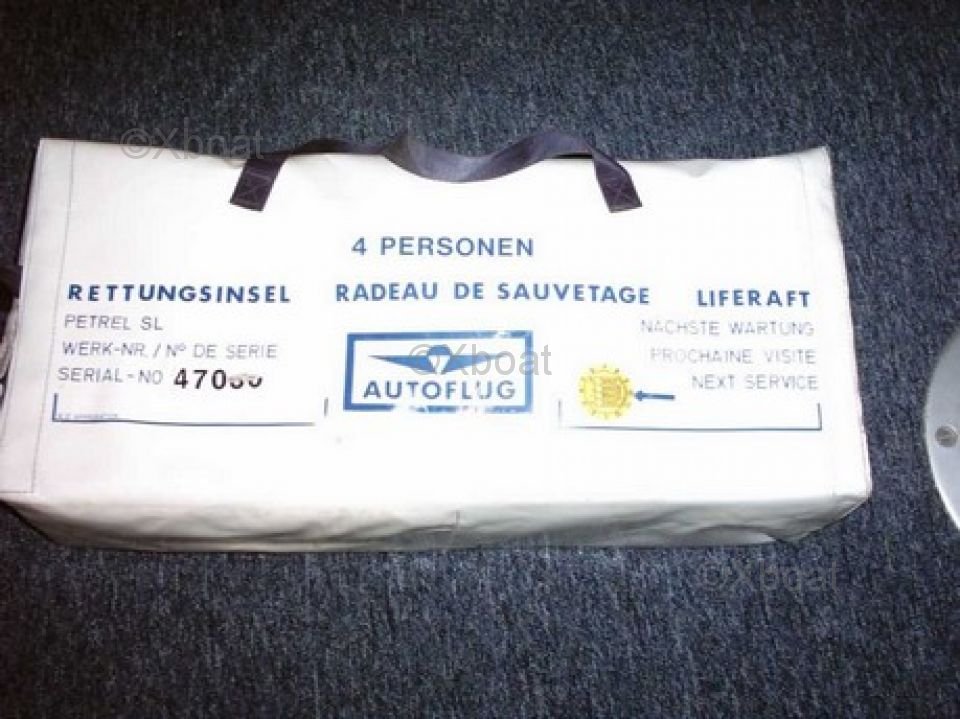 ©Xboat
4 PERSONEN
RETTUNGSINSEL RADEAU DE SAUVETAGE LIFERAFT
PETREL SL
WERK-NR. / Nº DE SERIE
SERIAL-NO
©Xboat
AUTOFLUG
NÄCHSTE WARTUNG
PROCHAINE VISITE
NEXT SERVICE
©Xboat